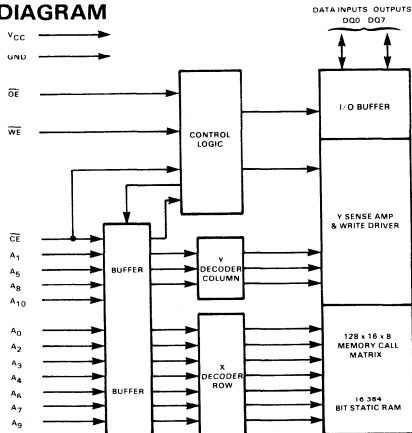 DIAGRAM
DATA INPUTS OUTPUTS
DQ0 DQ7
VCC
GND
OE
WE
CONTROL
LOGIC
I/O BUFFER
Y SENSE AMP
& WRITE DRIVER
CE
A1
A5
A8
A10
BUFFER
Y
DECODER
COLUMN
A0
A2
A3
A4
A6
A7
A9
BUFFER
X
DECODER
ROW
128 x 16 x 8
MEMORY CALL
MATRIX
16 384
BIT STATIC RAM